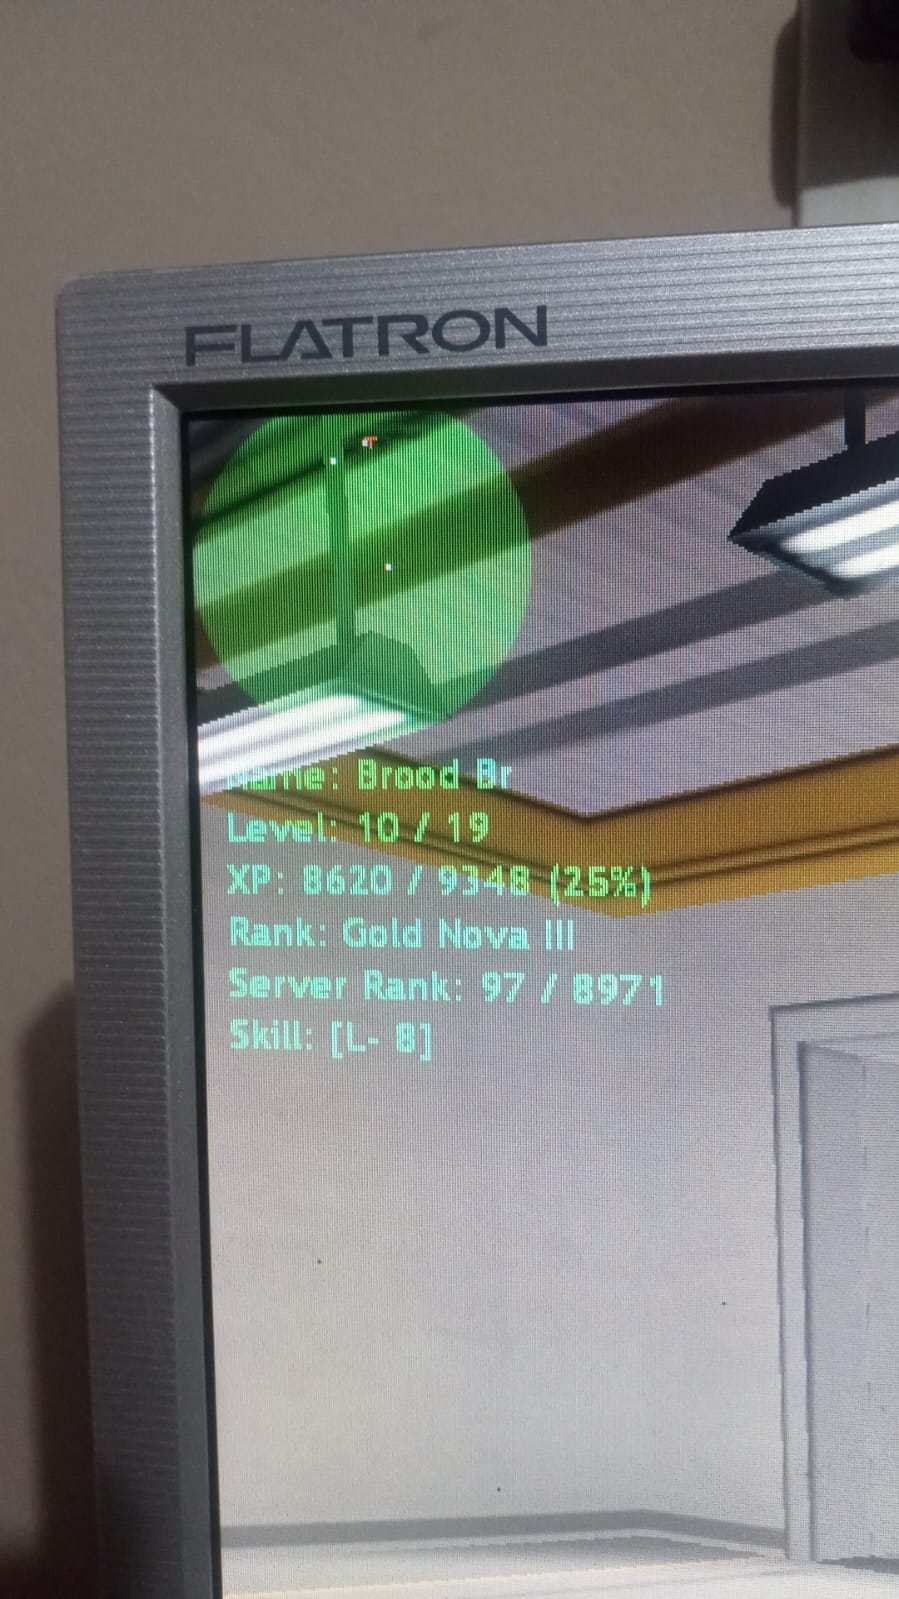 FLATRON
Name: Brood Br
Level: 10 / 19
XP: 8620 / 9348 (25%)
Rank: Gold Nova III
Server Rank: 97 / 8971
Skill: [L- 8]